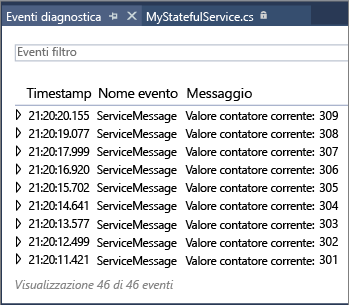 Eventi diagnostica MyStatefulService.cs
Eventi filtro
Timestamp Nome evento Messaggio
21:20:20.155 ServiceMessage Valore contatore corrente: 309
21:20:19.077 ServiceMessage Valore contatore corrente: 308
21:20:17.999 ServiceMessage Valore contatore corrente: 307
21:20:16.920 ServiceMessage Valore contatore corrente: 306
21:20:15.702 ServiceMessage Valore contatore corrente: 305
21:20:14.641 ServiceMessage Valore contatore corrente: 304
21:20:13.577 ServiceMessage Valore contatore corrente: 303
21:20:12.499 ServiceMessage Valore contatore corrente: 302
21:20:11.421 ServiceMessage Valore contatore corrente: 301
Visualizzazione 46 di 46 eventi